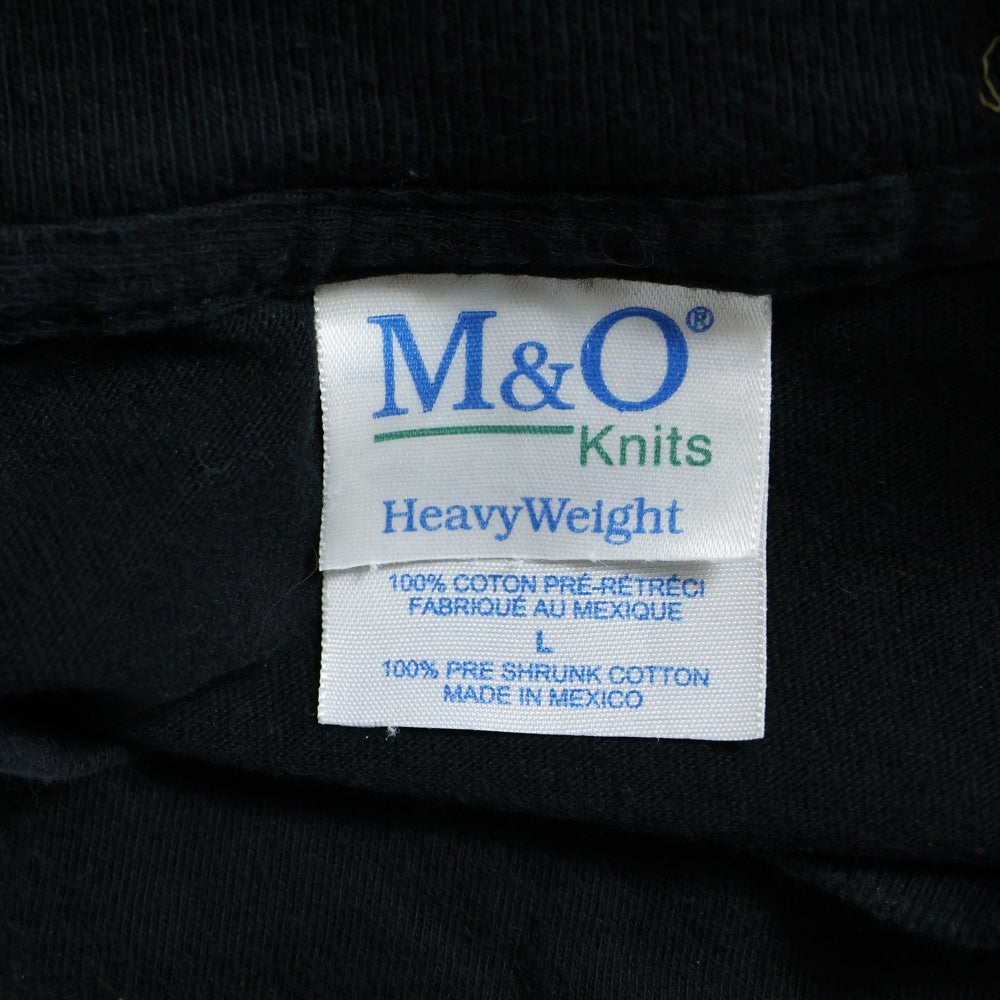 M&O®
Knits
HeavyWeight
100% COTON PRÉ-RÉTRÉCI
FABRIQUÉ AU MEXIQUE
L
100% PRE SHRUNK COTTON
MADE IN MEXICO